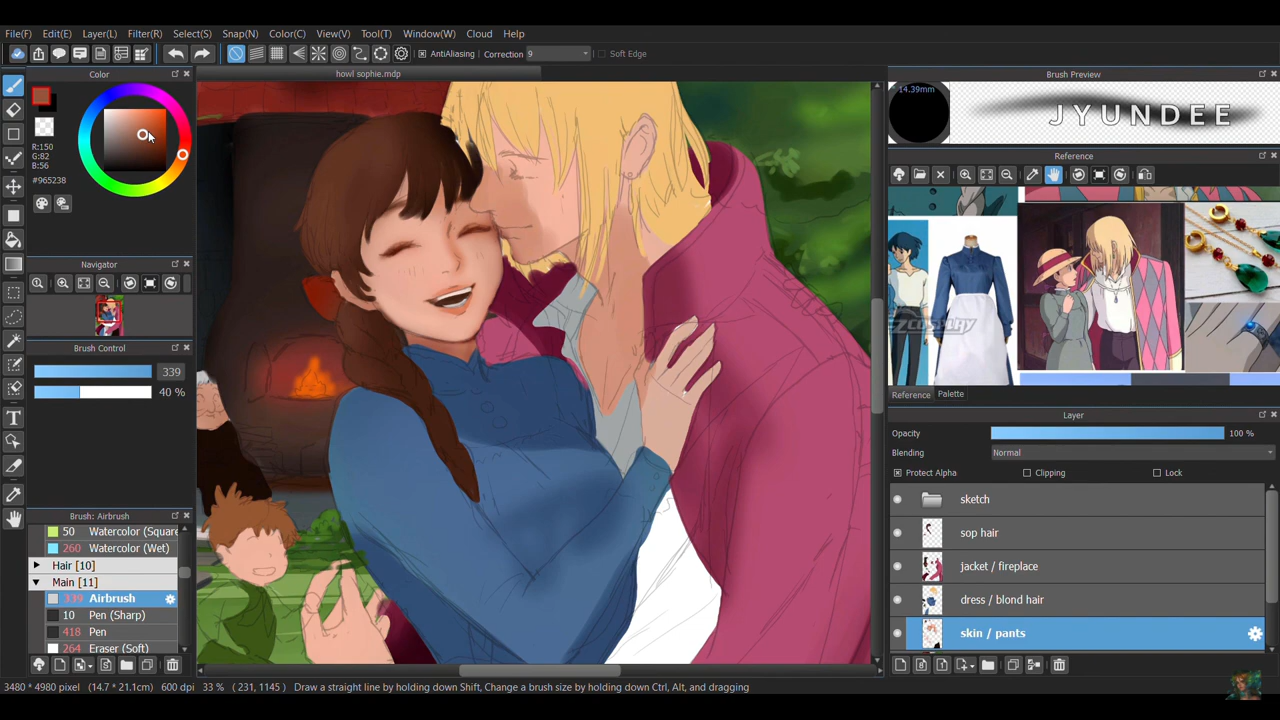 File(F) Edit(E) Layer(L) Filter(R) Select(S) Snap(N) Color(C) View(V) Tool(T) Window(W) Cloud Help
AntiAliasing Correction 9 Soft Edge
Color
howl sophie.mdp
Brush Preview
14.39mm
JYUNDEE
R:150
G:82
B:56
#965238
Reference
Navigator
EZCOSPLAY
Brush Control
339
40 %
Reference Palette
Layer
Opacity 100 %
Blending Normal
Protect Alpha Clipping Lock
sketch
sop hair
jacket / fireplace
dress / blond hair
skin / pants
Brush: Airbrush
50 Watercolor (Square
260 Watercolor (Wet)
Hair [10]
Main [11]
339 Airbrush
10 Pen (Sharp)
418 Pen
264 Eraser (Soft)
T
3480 * 4980 pixel (14.7 * 21.1cm) 600 dpi 33 % ( 231, 1145 ) Draw a straight line by holding down Shift, Change a brush size by holding down Ctrl, Alt, and dragging